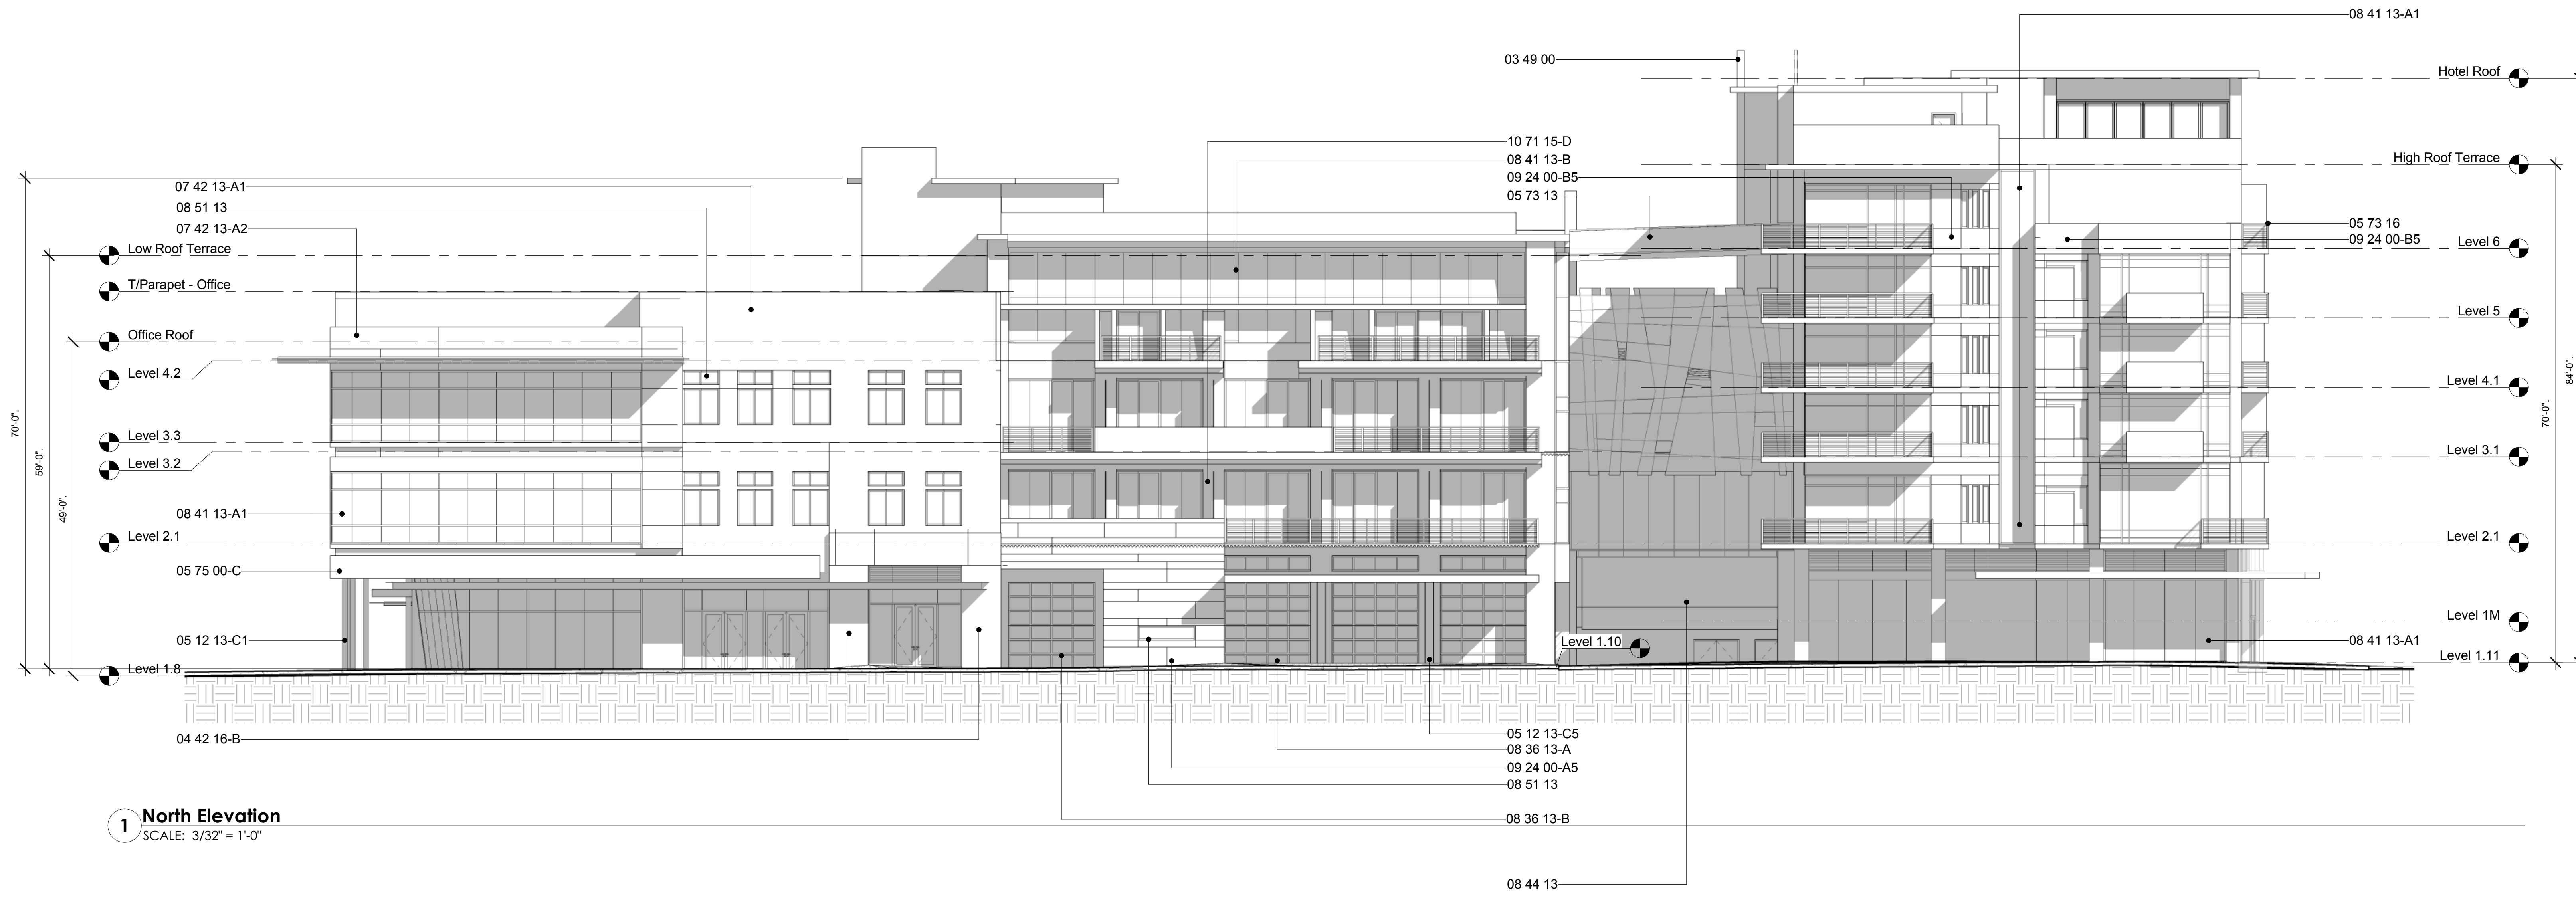 08 41 13-A1
03 49 00
Hotel Roof
10 71 15-D
08 41 13-B
High Roof Terrace
09 24 00-B5
07 42 13-A1
05 73 13
08 51 13
05 73 16
07 42 13-A2
09 24 00-B5
Low Roof Terrace
Level 6
T/Parapet - Office
Level 5
Office Roof
Level 4.2
Level 4.1
84'-0".
70'-0".
70'-0".
59'-0".
49'-0".
Level 3.3
Level 3.2
Level 3.1
08 41 13-A1
Level 2.1
Level 2.1
05 75 00-C
Level 1M
05 12 13-C1
Level 1.10
08 41 13-A1
Level 1.8
Level 1.11
04 42 16-B
05 12 13-C5
08 36 13-A
09 24 00-A5
08 51 13
08 36 13-B
1
North Elevation
SCALE: 3/32" = 1'-0"
08 44 13